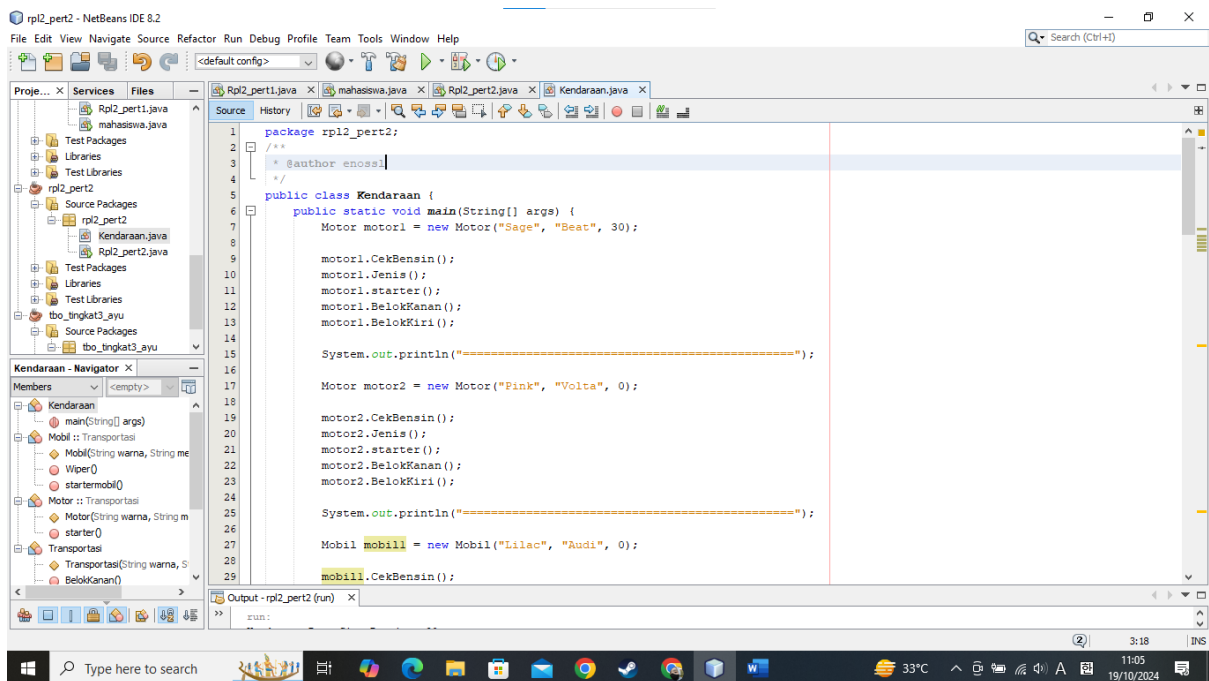 rpl2_pert2 - NetBeans IDE 8.2
File Edit View Navigate Source Refactor Run Debug Profile Team Tools Window Help
Search (Ctrl+I)
<default config>
Proje... Services Files
Rpl2_pert1.java
mahasiswa.java
Test Packages
Libraries
Test Libraries
rpl2_pert2
Source Packages
rpl2_pert2
Kendaraan.java
Rpl2_pert2.java
Test Packages
Libraries
Test Libraries
tbo_tingkat3_ayu
Source Packages
tbo_tingkat3_ayu
Kendaraan - Navigator
Members <empty>
Kendaraan
main(String[] args)
Mobil :: Transportasi
Mobil(String warna, String me
Wiper()
startermobil()
Motor :: Transportasi
Motor(String warna, String m
starter()
Transportasi
Transportasi(String warna, S
BelokKanan()
Rpl2_pert1.java mahasiswa.java Rpl2_pert2.java Kendaraan.java
Source History
1 package rpl2_pert2;
2 /**
3 * @author enossl
4 */
5 public class Kendaraan {
6 public static void main(String[] args) {
7 Motor motor1 = new Motor("Sage", "Beat", 30);
8
9 motor1.CekBensin();
10 motor1.Jenis();
11 motor1.starter();
12 motor1.BelokKanan();
13 motor1.BelokKiri();
14
15 System.out.println("===============================================");
16
17 Motor motor2 = new Motor("Pink", "Volta", 0);
18
19 motor2.CekBensin();
20 motor2.Jenis();
21 motor2.starter();
22 motor2.BelokKanan();
23 motor2.BelokKiri();
24
25 System.out.println("===============================================");
26
27 Mobil mobil1 = new Mobil("Lilac", "Audi", 0);
28
29 mobil1.CekBensin();
Output - rpl2_pert2 (run)
run:
2 3:18 INS
Type here to search
33°C A 한 11:05
19/10/2024